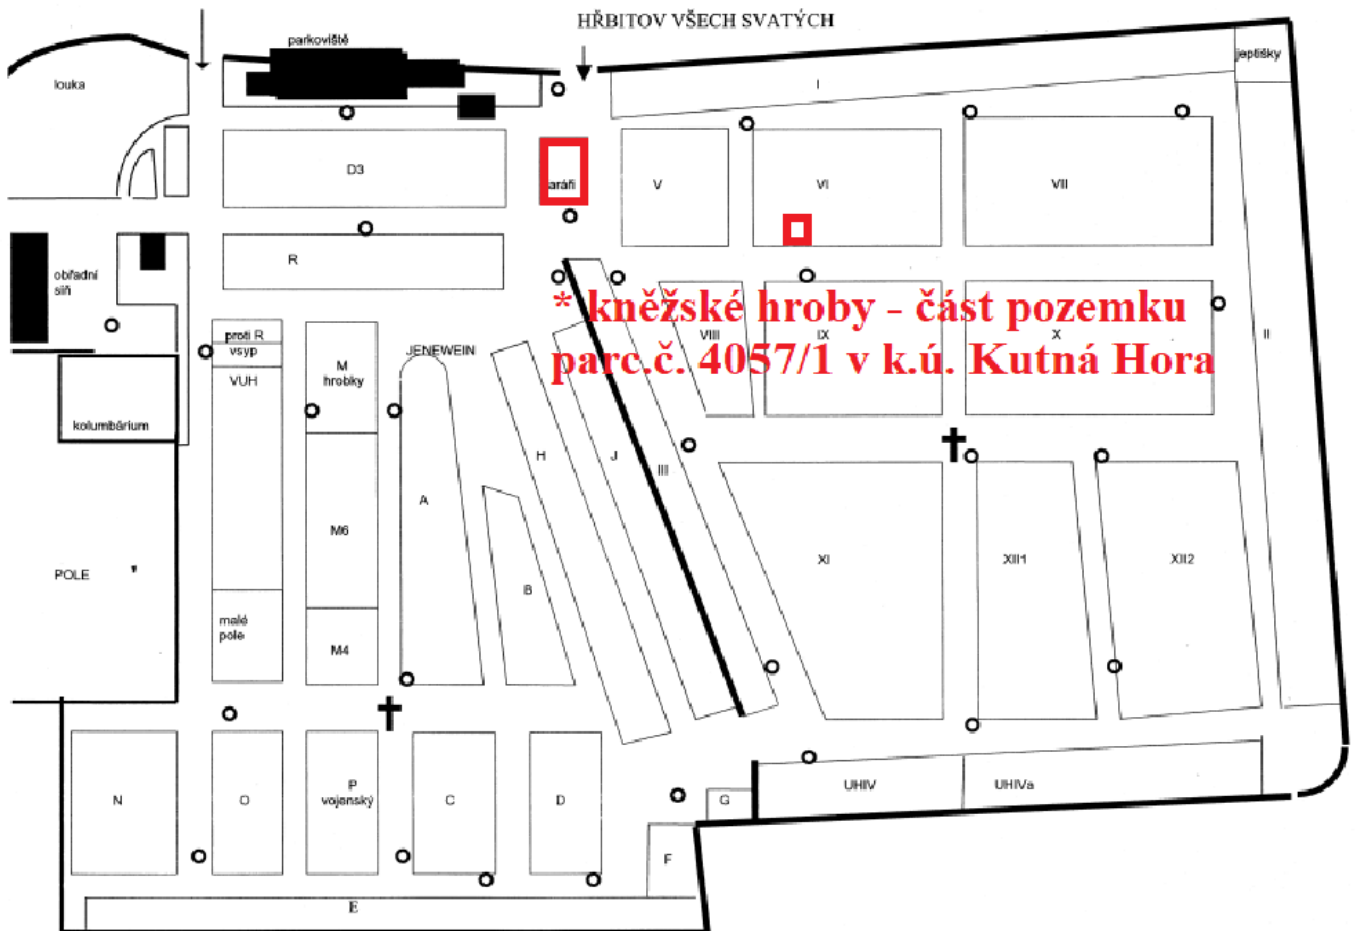 HŘBITOV VŠECH SVATÝCH
parkoviště
jeptišky
louka
I
D3
aráři
V
VI
VII
R
obřadní
síň
* kněžské hroby - část pozemku
VIII
IX
X
II
parc.č. 4057/1 v k.ú. Kutná Hora
proti R
vsyp
VUH
M
hrobky
JENEWEIN
kolumbárium
H
J
III
A
M6
XI
XII1
XII2
POLE
B
malé
pole
M4
N
O
P
vojenský
C
D
G
UHIV
UHIVa
F
E